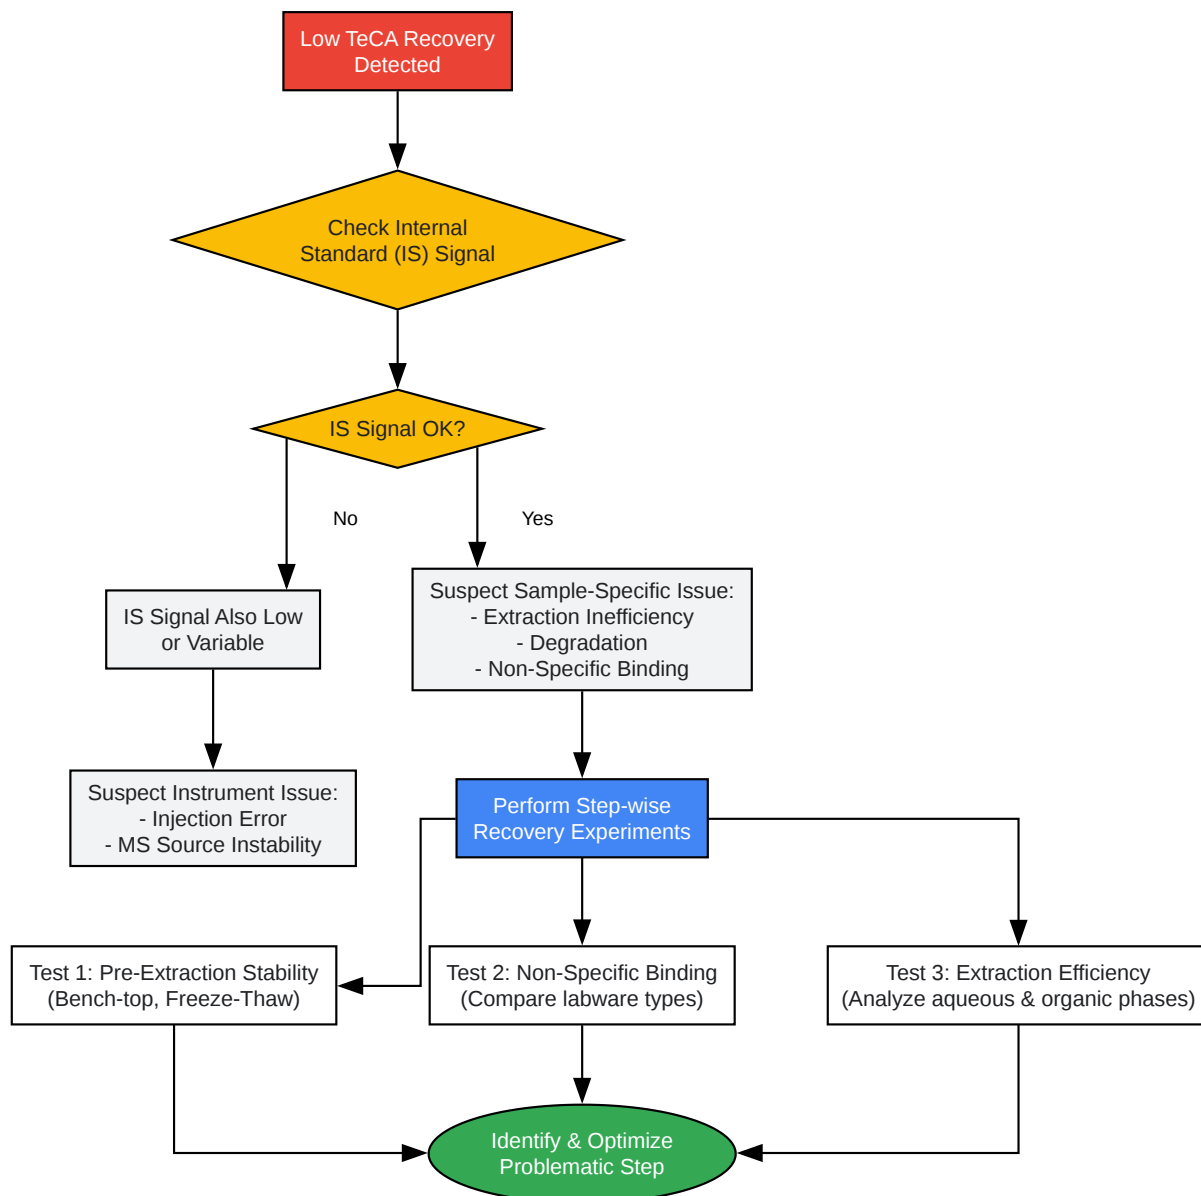 Low TeCA Recovery
Detected
Check Internal
Standard (IS) Signal
IS Signal OK?
No
Yes
IS Signal Also Low
or Variable
Suspect Sample-Specific Issue:
- Extraction Inefficiency
- Degradation
- Non-Specific Binding
Suspect Instrument Issue:
- Injection Error
- MS Source Instability
Perform Step-wise
Recovery Experiments
Test 1: Pre-Extraction Stability
(Bench-top, Freeze-Thaw)
Test 2: Non-Specific Binding
(Compare labware types)
Test 3: Extraction Efficiency
(Analyze aqueous & organic phases)
Identify & Optimize
Problematic Step